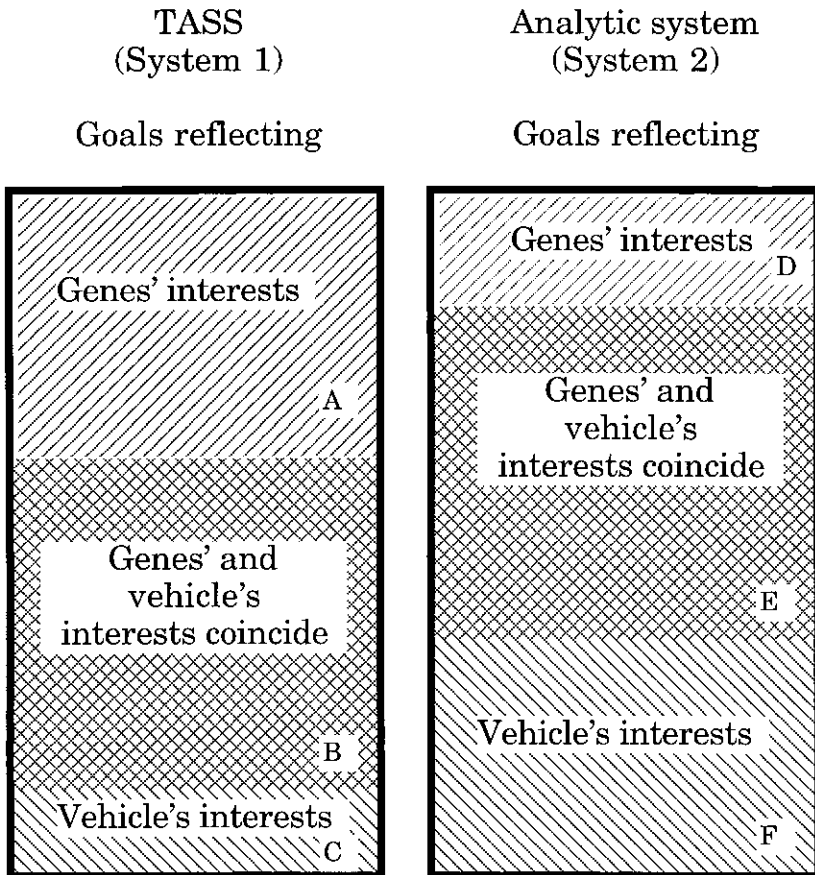 TASS
(System 1)
Goals reflecting
Genes' interests
A
Genes' and
vehicle's
interests coincide
B
Vehicle's interests
C
Analytic system
(System 2)
Goals reflecting
Genes' interests
D
Genes' and
vehicle's
interests coincide
E
Vehicle's interests
F